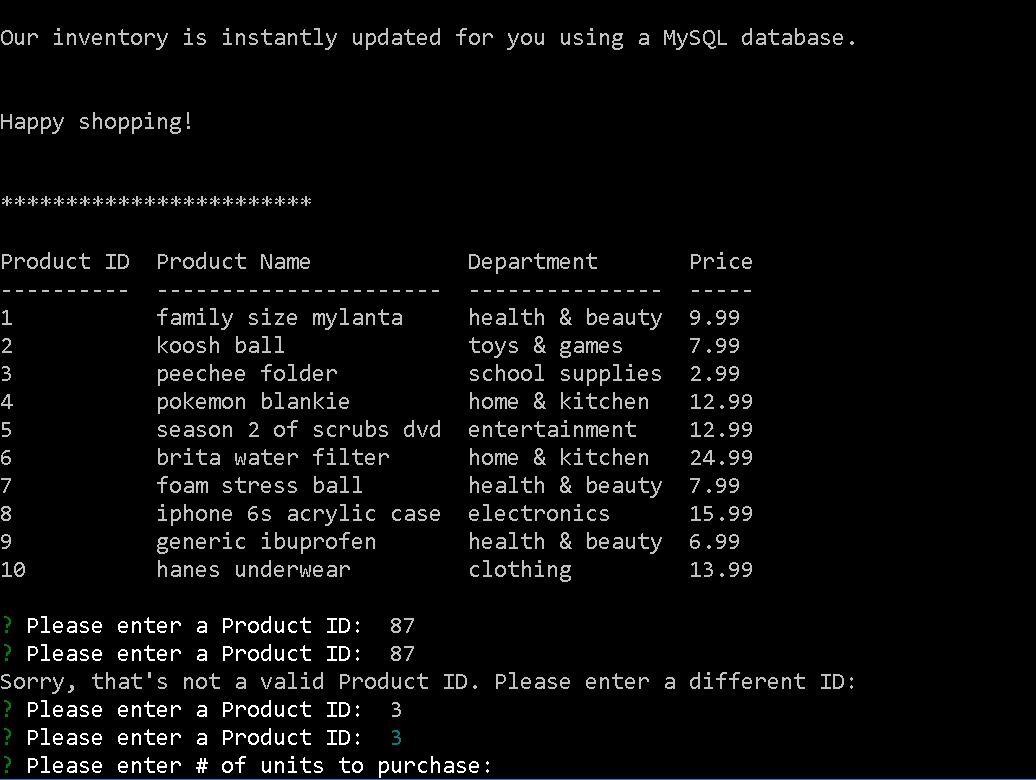 Our inventory is instantly updated for you using a MySQL database.
Happy shopping!
************************
Product ID  Product Name            Department       Price
----------  ----------------------  ---------------  -----
1           family size mylanta     health & beauty  9.99
2           koosh ball              toys & games     7.99
3           peechee folder          school supplies  2.99
4           pokemon blankie         home & kitchen   12.99
5           season 2 of scrubs dvd  entertainment    12.99
6           brita water filter      home & kitchen   24.99
7           foam stress ball        health & beauty  7.99
8           iphone 6s acrylic case  electronics      15.99
9           generic ibuprofen       health & beauty  6.99
10          hanes underwear         clothing         13.99
? Please enter a Product ID:  87
? Please enter a Product ID:  87
Sorry, that's not a valid Product ID. Please enter a different ID:
? Please enter a Product ID:  3
? Please enter a Product ID:  3
? Please enter # of units to purchase: